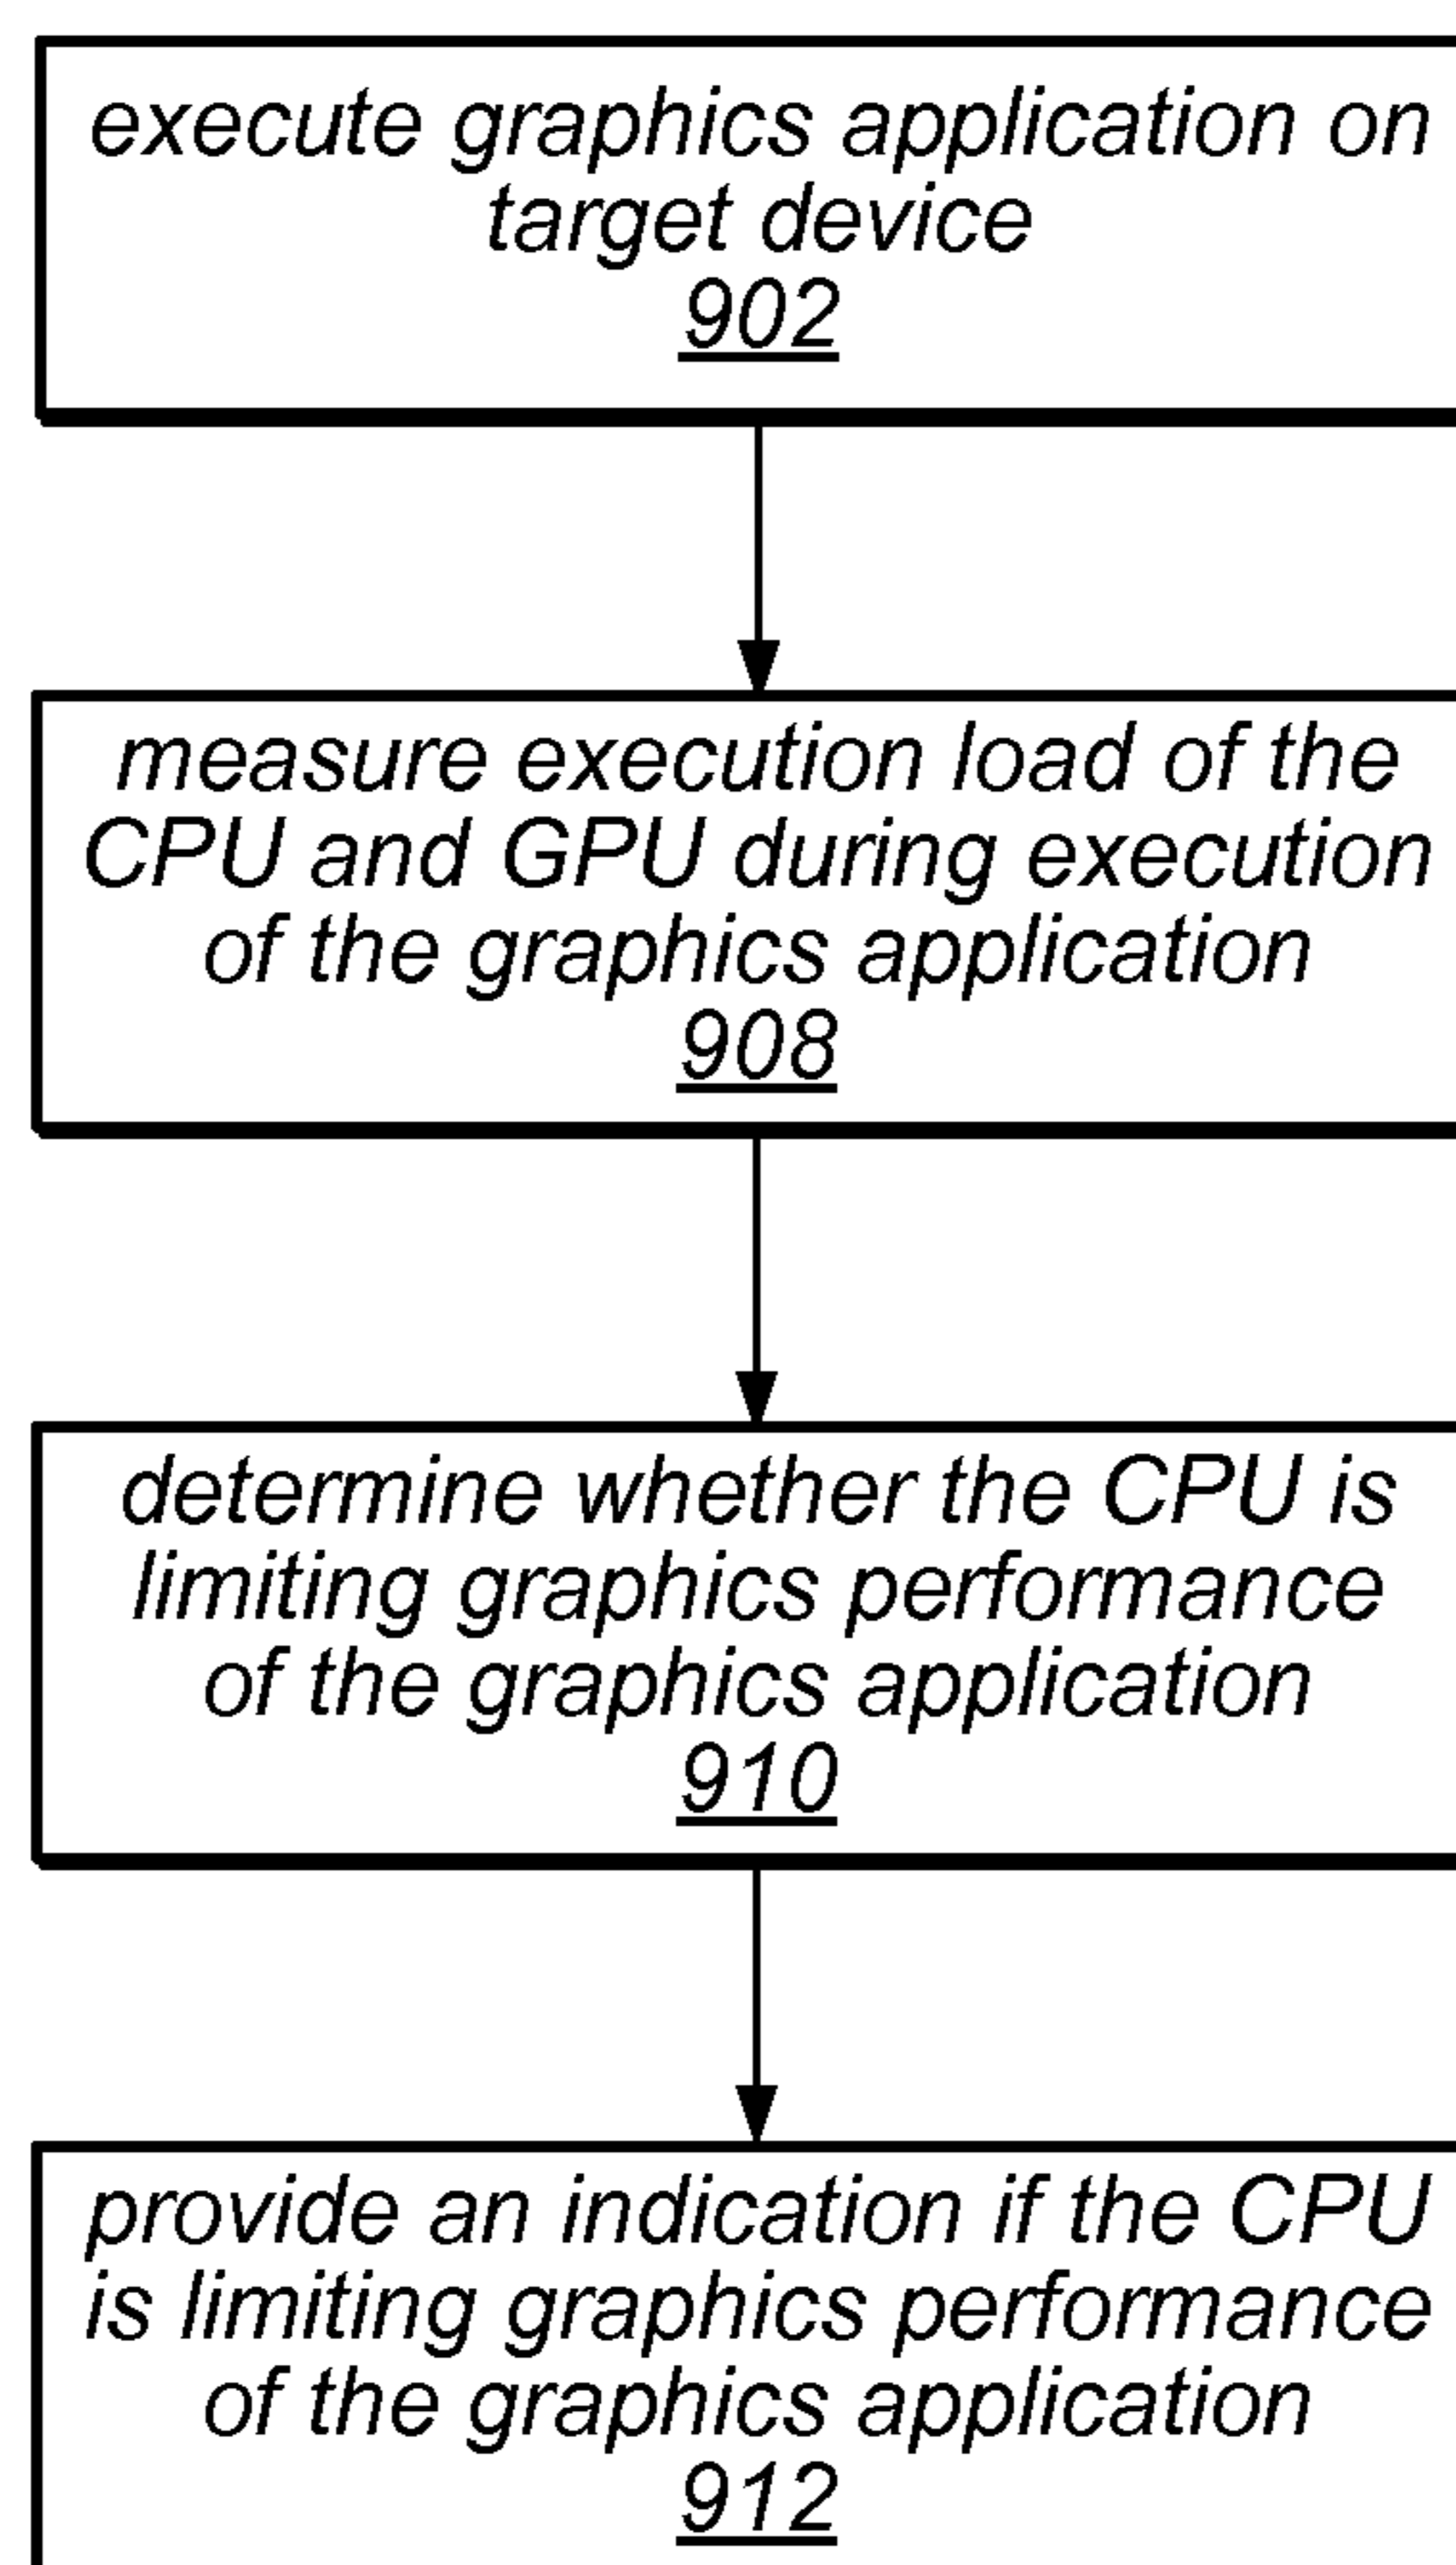 execute graphics application on
target device
902
measure execution load of the
CPU and GPU during execution
of the graphics application
908
determine whether the CPU is
limiting graphics performance
of the graphics application
910
provide an indication if the CPU
is limiting graphics performance
of the graphics application
912